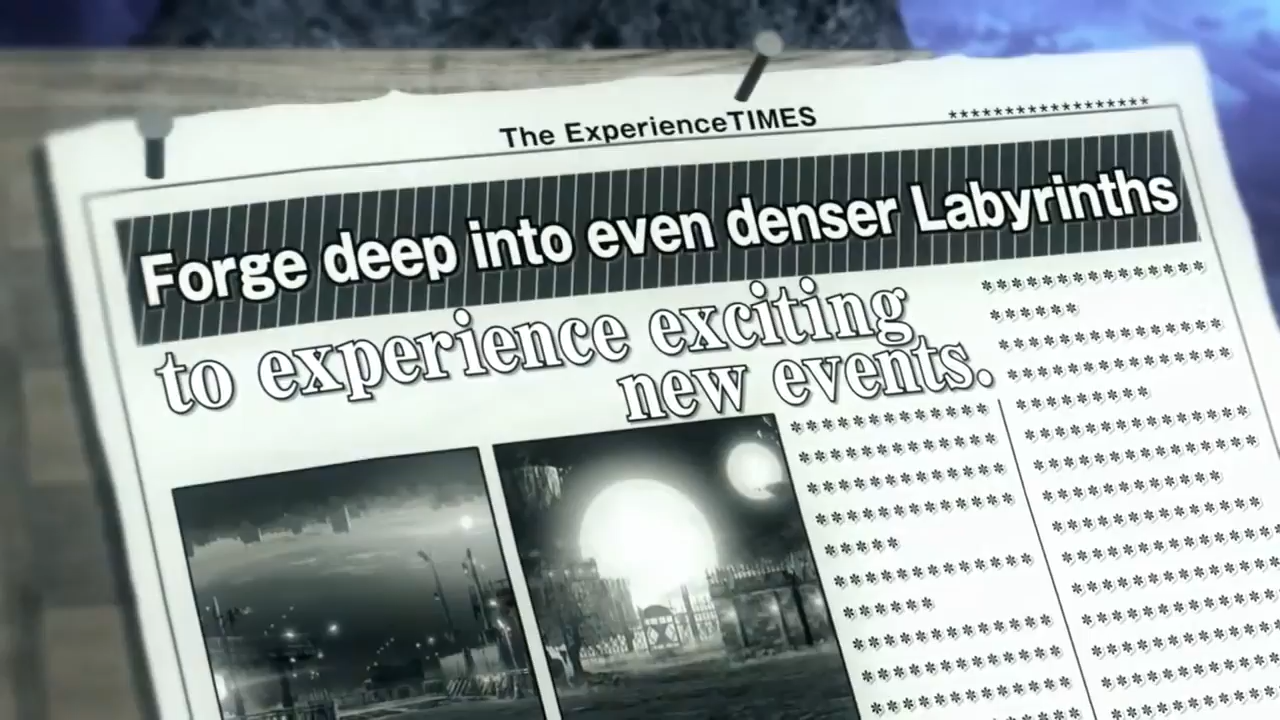 The ExperienceTIMES
******************
Forge deep into even denser Labyrinths
to experience exciting
new events.